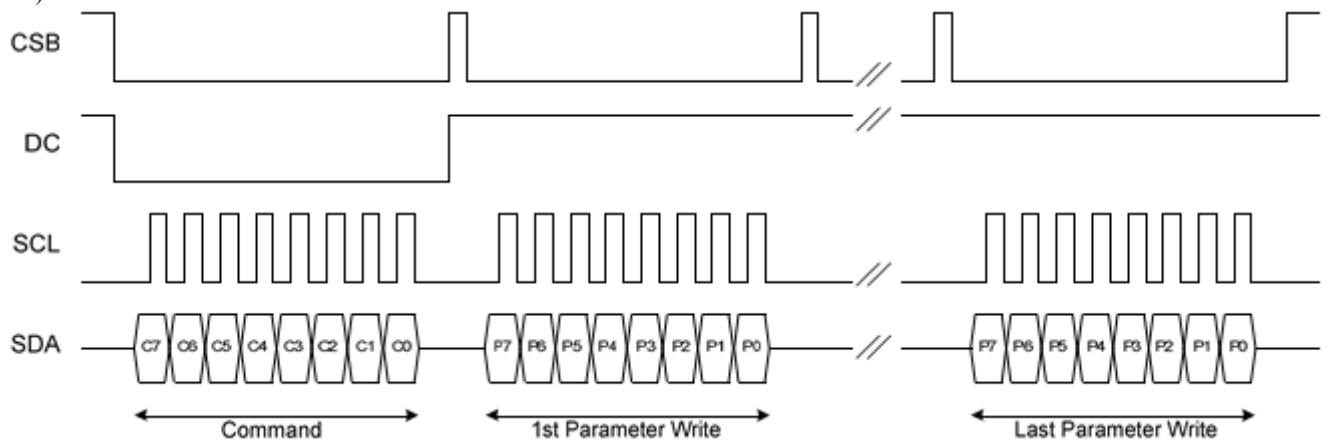 )
CSB
DC
SCL
SDA C7 C6 C5 C4 C3 C2 C1 C0 P7 P6 P5 P4 P3 P2 P1 P0 P7 P6 P5 P4 P3 P2 P1 P0
Command 1st Parameter Write Last Parameter Write